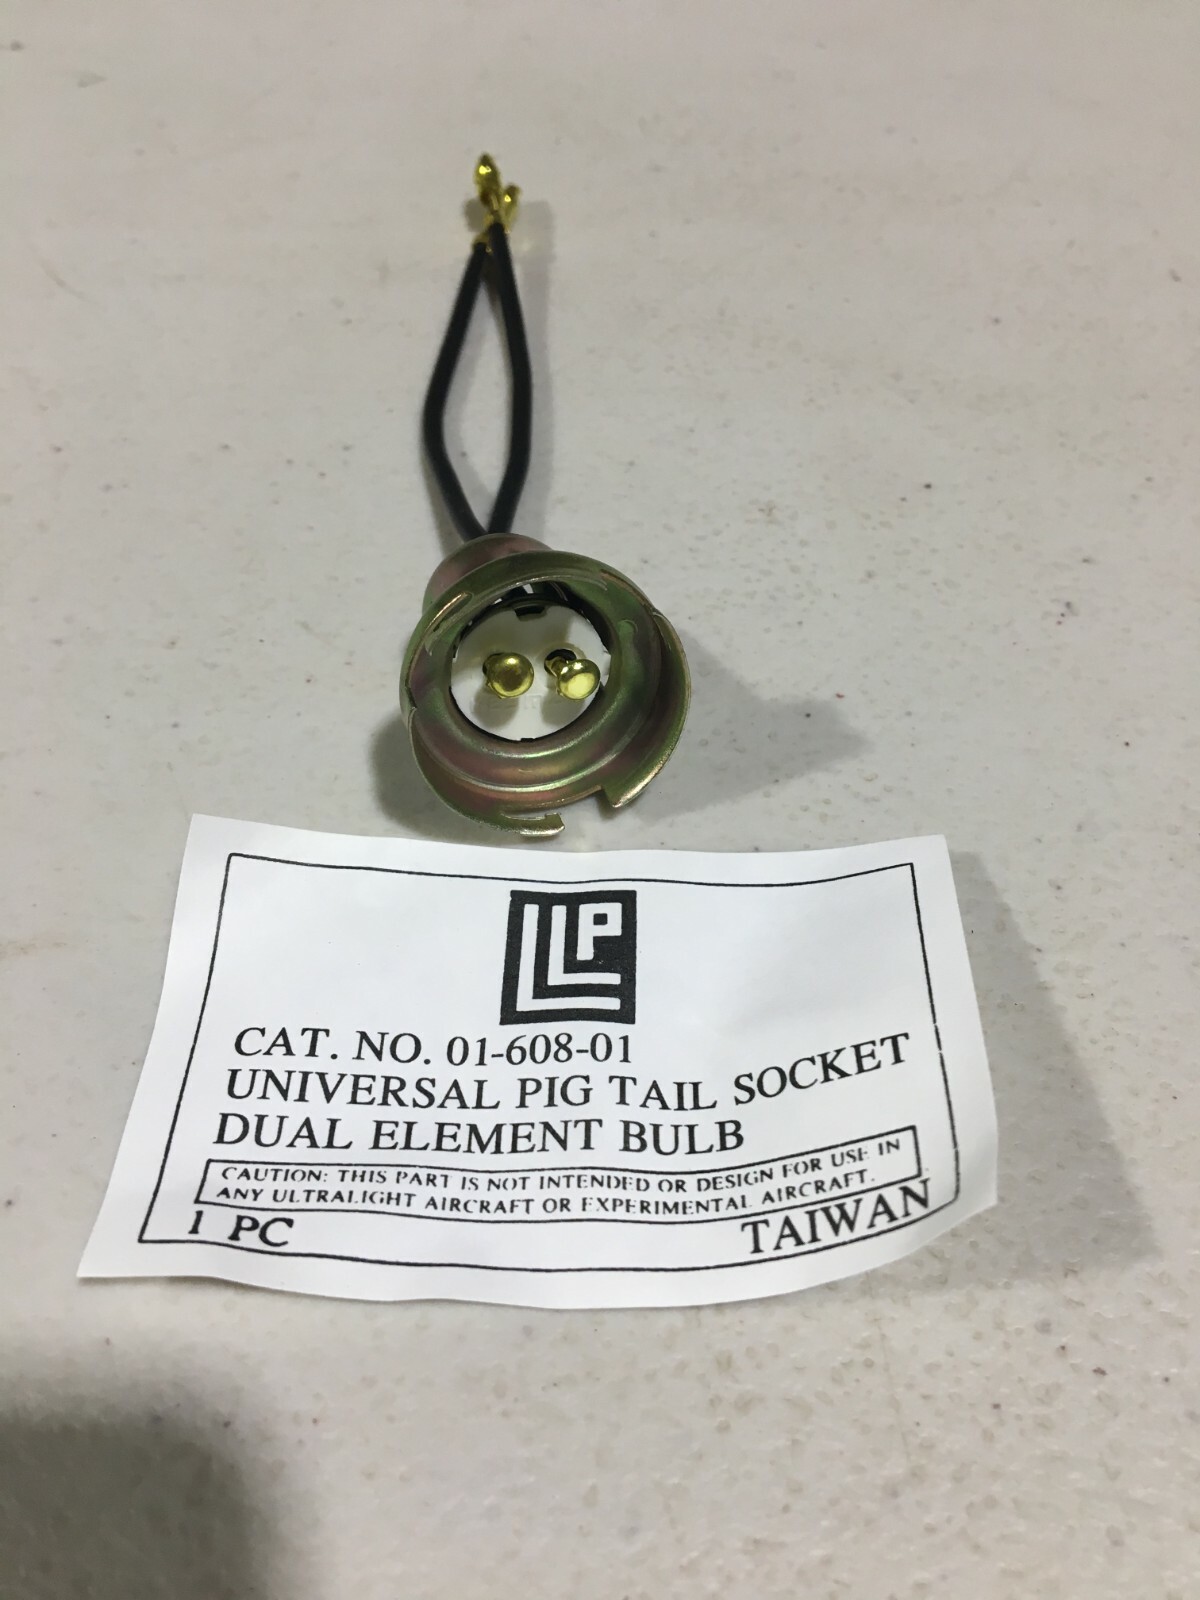 LLP
CAT. NO. 01-608-01
UNIVERSAL PIG TAIL SOCKET
DUAL ELEMENT BULB
CAUTION: THIS PART IS NOT INTENDED OR DESIGN FOR USE IN
ANY ULTRALIGHT AIRCRAFT OR EXPERIMENTAL AIRCRAFT.
1 PC TAIWAN